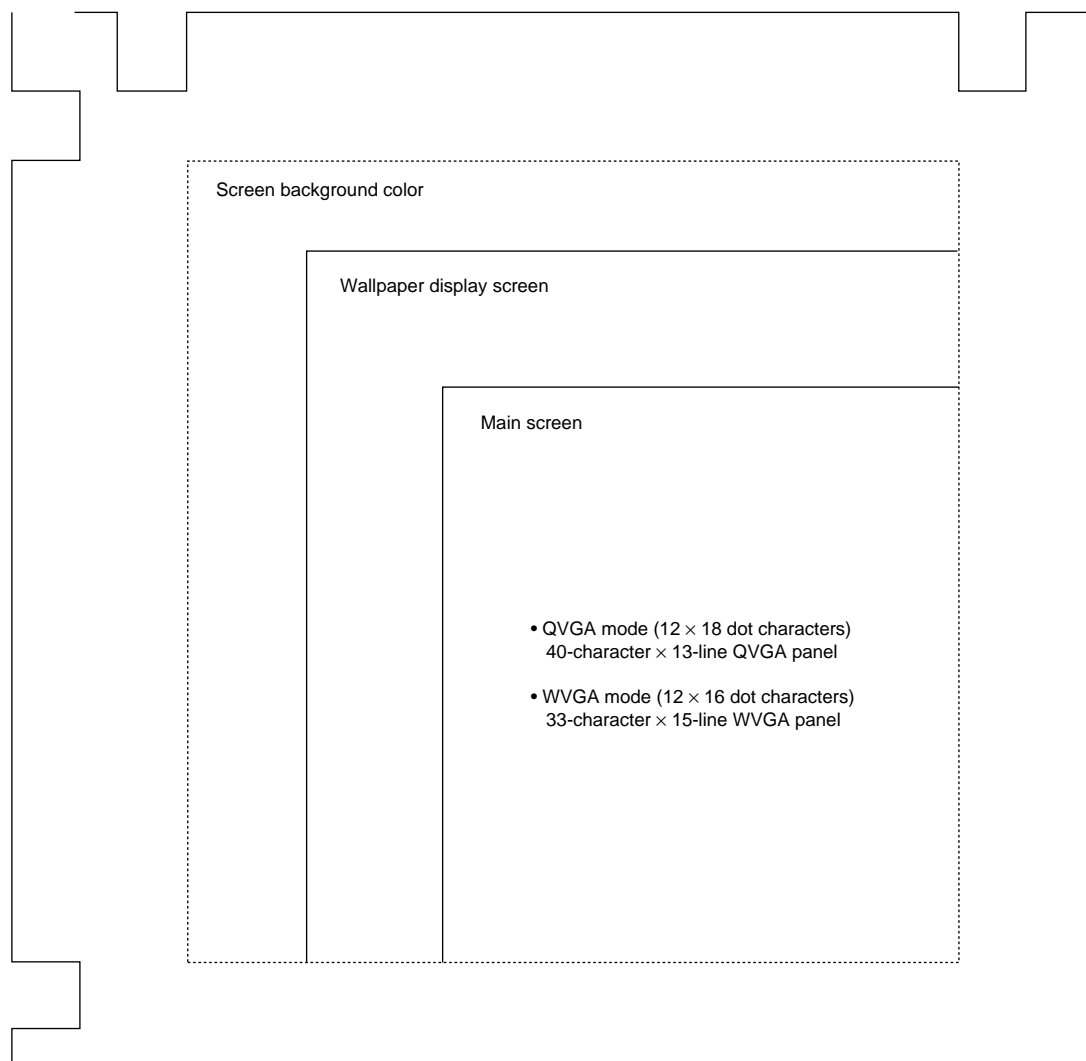 Screen background color
Wallpaper display screen
Main screen
• QVGA mode (12 × 18 dot characters)
40-character × 13-line QVGA panel
• WVGA mode (12 × 16 dot characters)
33-character × 15-line WVGA panel